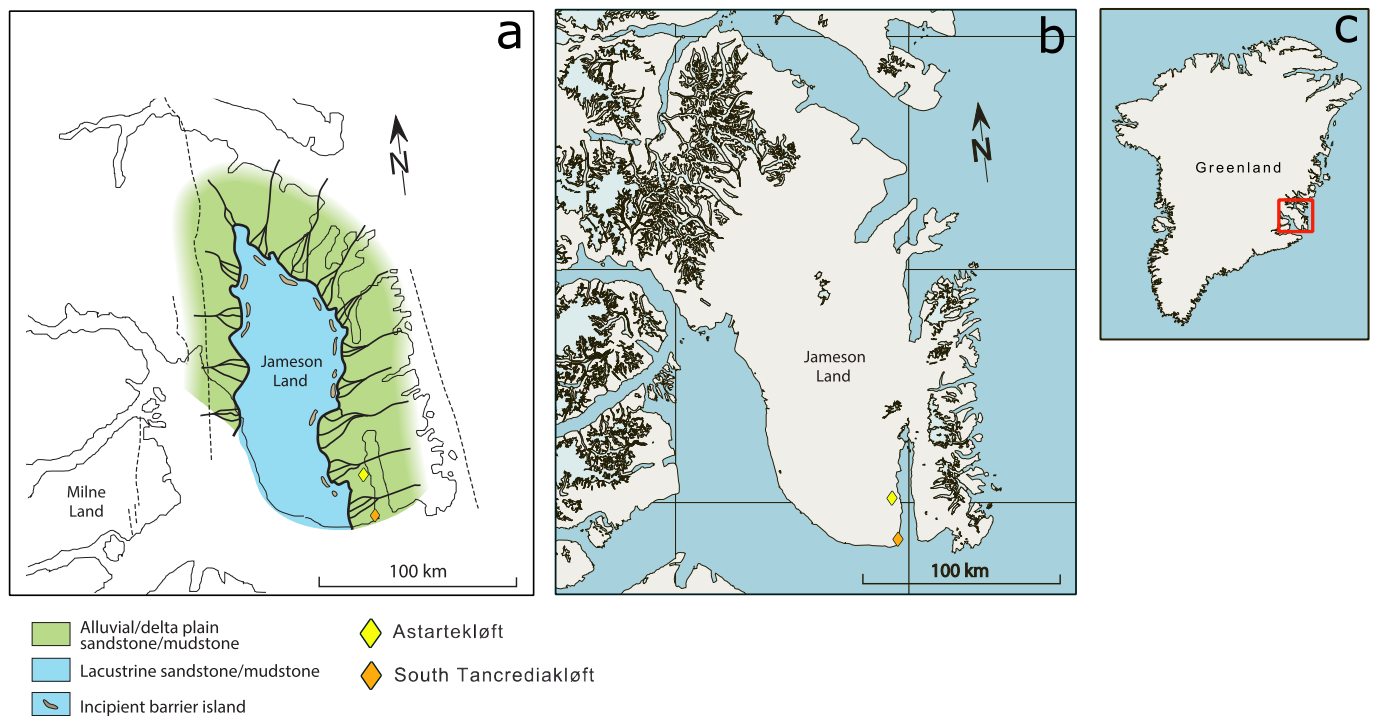 a
N
Jameson
Land
Milne
Land
100 km
b
N
Jameson
Land
100 km
c
Greenland
Alluvial/delta plain
sandstone/mudstone
Lacustrine sandstone/mudstone
Incipient barrier island
Astartekløft
South Tancrediakløft